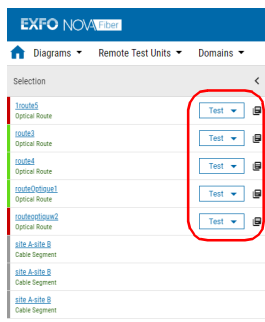 EXFO NOVA Fiber
Diagrams Remote Test Units Domains
Selection
1route5 Test
Optical Route
route3 Test
Optical Route
route4 Test
Optical Route
routeOptique1 Test
Optical Route
routeoptiquw2 Test
Optical Route
site A-site B
Cable Segment
site A-site B
Cable Segment
site A-site B
Cable Segment